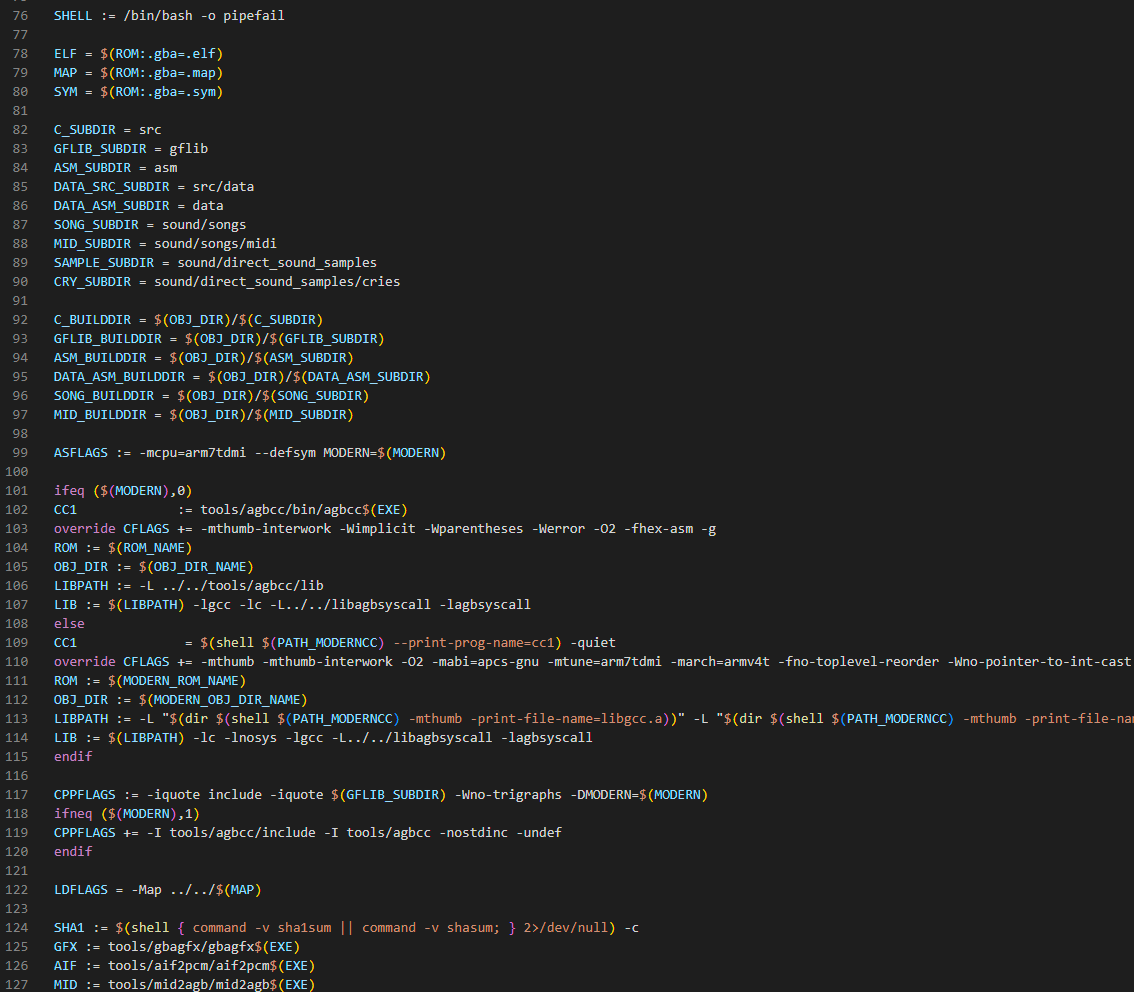 76 SHELL := /bin/bash -o pipefail
77
78 ELF = $(ROM:.gba=.elf)
79 MAP = $(ROM:.gba=.map)
80 SYM = $(ROM:.gba=.sym)
81
82 C_SUBDIR = src
83 GFLIB_SUBDIR = gflib
84 ASM_SUBDIR = asm
85 DATA_SRC_SUBDIR = src/data
86 DATA_ASM_SUBDIR = data
87 SONG_SUBDIR = sound/songs
88 MID_SUBDIR = sound/songs/midi
89 SAMPLE_SUBDIR = sound/direct_sound_samples
90 CRY_SUBDIR = sound/direct_sound_samples/cries
91
92 C_BUILDDIR = $(OBJ_DIR)/$(C_SUBDIR)
93 GFLIB_BUILDDIR = $(OBJ_DIR)/$(GFLIB_SUBDIR)
94 ASM_BUILDDIR = $(OBJ_DIR)/$(ASM_SUBDIR)
95 DATA_ASM_BUILDDIR = $(OBJ_DIR)/$(DATA_ASM_SUBDIR)
96 SONG_BUILDDIR = $(OBJ_DIR)/$(SONG_SUBDIR)
97 MID_BUILDDIR = $(OBJ_DIR)/$(MID_SUBDIR)
98
99 ASFLAGS := -mcpu=arm7tdmi --defsym MODERN=$(MODERN)
100
101 ifeq ($(MODERN),0)
102 CC1             := tools/agbcc/bin/agbcc$(EXE)
103 override CFLAGS += -mthumb-interwork -Wimplicit -Wparentheses -Werror -O2 -fhex-asm -g
104 ROM := $(ROM_NAME)
105 OBJ_DIR := $(OBJ_DIR_NAME)
106 LIBPATH := -L ../../tools/agbcc/lib
107 LIB := $(LIBPATH) -lgcc -lc -L../../libagbsyscall -lagbsyscall
108 else
109 CC1              = $(shell $(PATH_MODERNCC) --print-prog-name=cc1) -quiet
110 override CFLAGS += -mthumb -mthumb-interwork -O2 -mabi=apcs-gnu -mtune=arm7tdmi -march=armv4t -fno-toplevel-reorder -Wno-pointer-to-int-cast
111 ROM := $(MODERN_ROM_NAME)
112 OBJ_DIR := $(MODERN_OBJ_DIR_NAME)
113 LIBPATH := -L "$(dir $(shell $(PATH_MODERNCC) -mthumb -print-file-name=libgcc.a))" -L "$(dir $(shell $(PATH_MODERNCC) -mthumb
114 LIB := $(LIBPATH) -lc -lnosys -lgcc -L../../libagbsyscall -lagbsyscall
115 endif
116
117 CPPFLAGS := -iquote include -iquote $(GFLIB_SUBDIR) -Wno-trigraphs -DMODERN=$(MODERN)
118 ifneq ($(MODERN),1)
119 CPPFLAGS += -I tools/agbcc/include -I tools/agbcc -nostdinc -undef
120 endif
121
122 LDFLAGS = -Map ../../$(MAP)
123
124 SHA1 := $(shell { command -v sha1sum || command -v shasum; } 2>/dev/null) -c
125 GFX := tools/gbagfx/gbagfx$(EXE)
126 AIF := tools/aif2pcm/aif2pcm$(EXE)
127 MID := tools/mid2agb/mid2agb$(EXE)